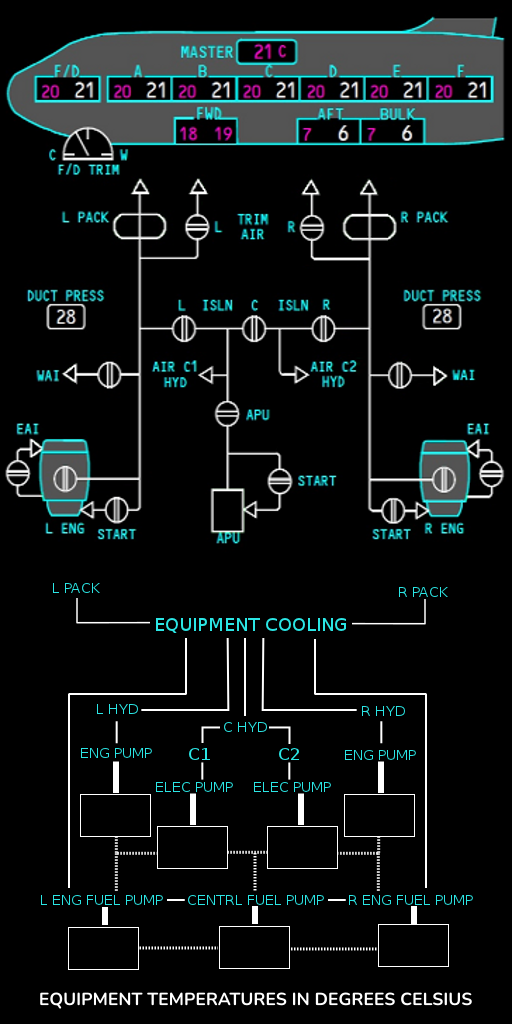 MASTER 21 C
F/D A B C D E F
20 21 20 21 20 21 20 21 20 21 20 21 20 21
FWD AFT BULK
18 19 7 6 7 6
C W
F/D TRIM
L PACK L TRIM AIR R R PACK
DUCT PRESS DUCT PRESS
28 28
L ISLN C ISLN R
WAI AIR C1 HYD AIR C2 HYD WAI
APU
EAI EAI
START
L ENG START APU START R ENG
L PACK R PACK
EQUIPMENT COOLING
L HYD R HYD
C HYD
ENG PUMP C1 C2 ENG PUMP
ELEC PUMP ELEC PUMP
L ENG FUEL PUMP CENTRL FUEL PUMP R ENG FUEL PUMP
EQUIPMENT TEMPERATURES IN DEGREES CELSIUS